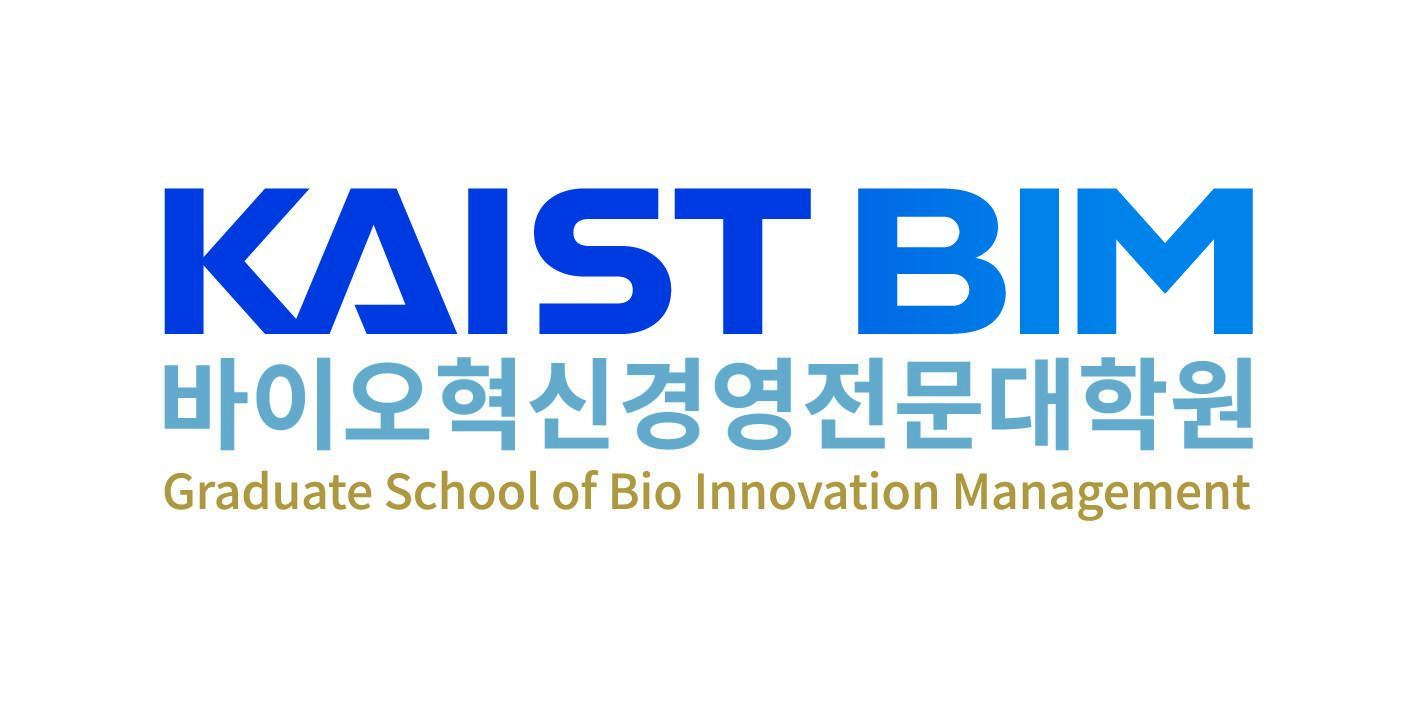 KAIST BIM
바이오혁신경영전문대학원
Graduate School of Bio Innovation Management